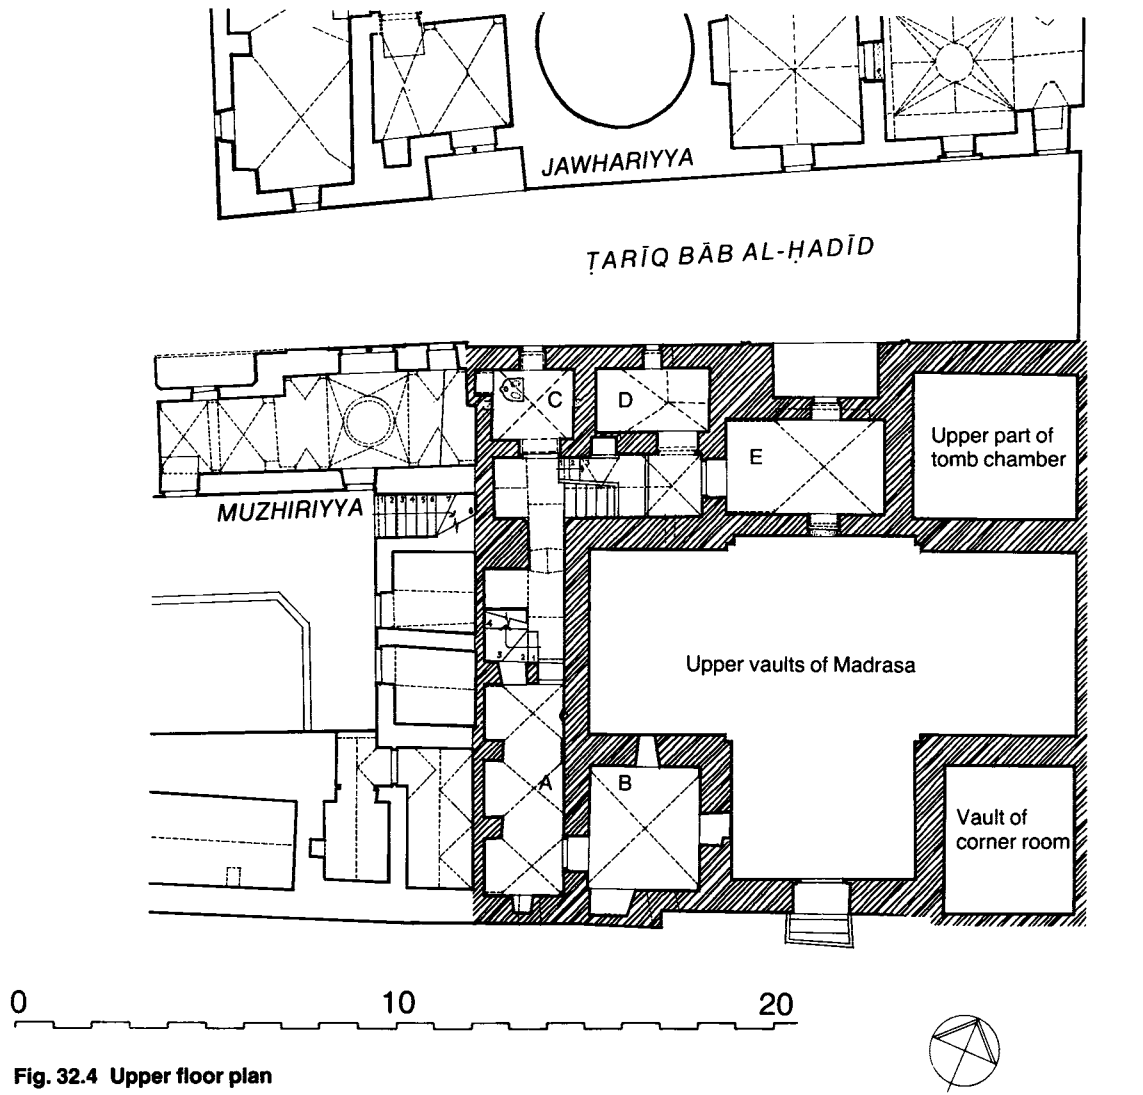 JAWHARIYYA
ṬARĪQ BĀB AL-ḤADĪD
C
D
E
Upper part of
tomb chamber
MUZHIRIYYA
Upper vaults of Madrasa
A
B
Vault of
corner room
0 10 20
Fig. 32.4 Upper floor plan